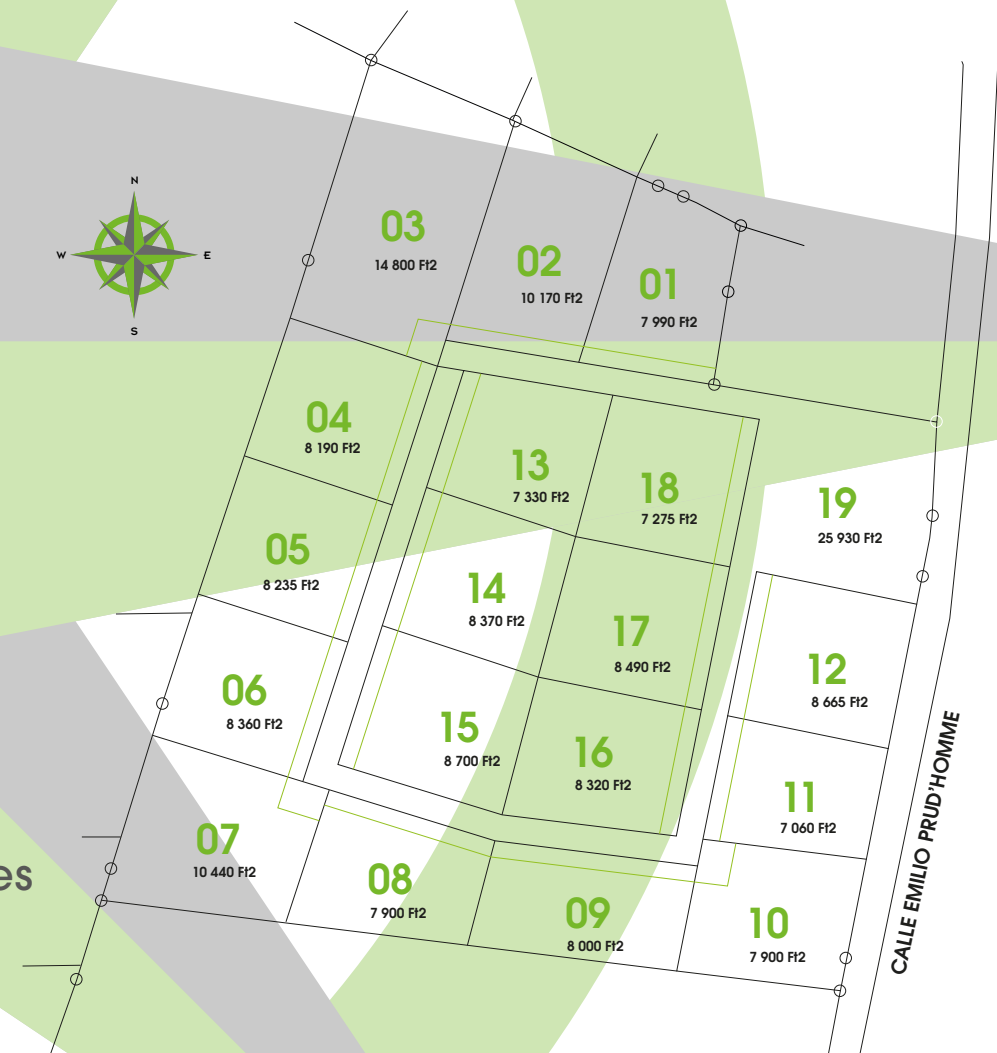 N
W
E
S
03
14 800 Ft2
02
10 170 Ft2
01
7 990 Ft2
04
8 190 Ft2
13
7 330 Ft2
18
7 275 Ft2
19
25 930 Ft2
05
8 235 Ft2
14
8 370 Ft2
17
8 490 Ft2
12
8 665 Ft2
06
8 360 Ft2
15
8 700 Ft2
16
8 320 Ft2
11
7 060 Ft2
CALLE EMILIO PRUD'HOMME
07
10 440 Ft2
es
08
7 900 Ft2
09
8 000 Ft2
10
7 900 Ft2